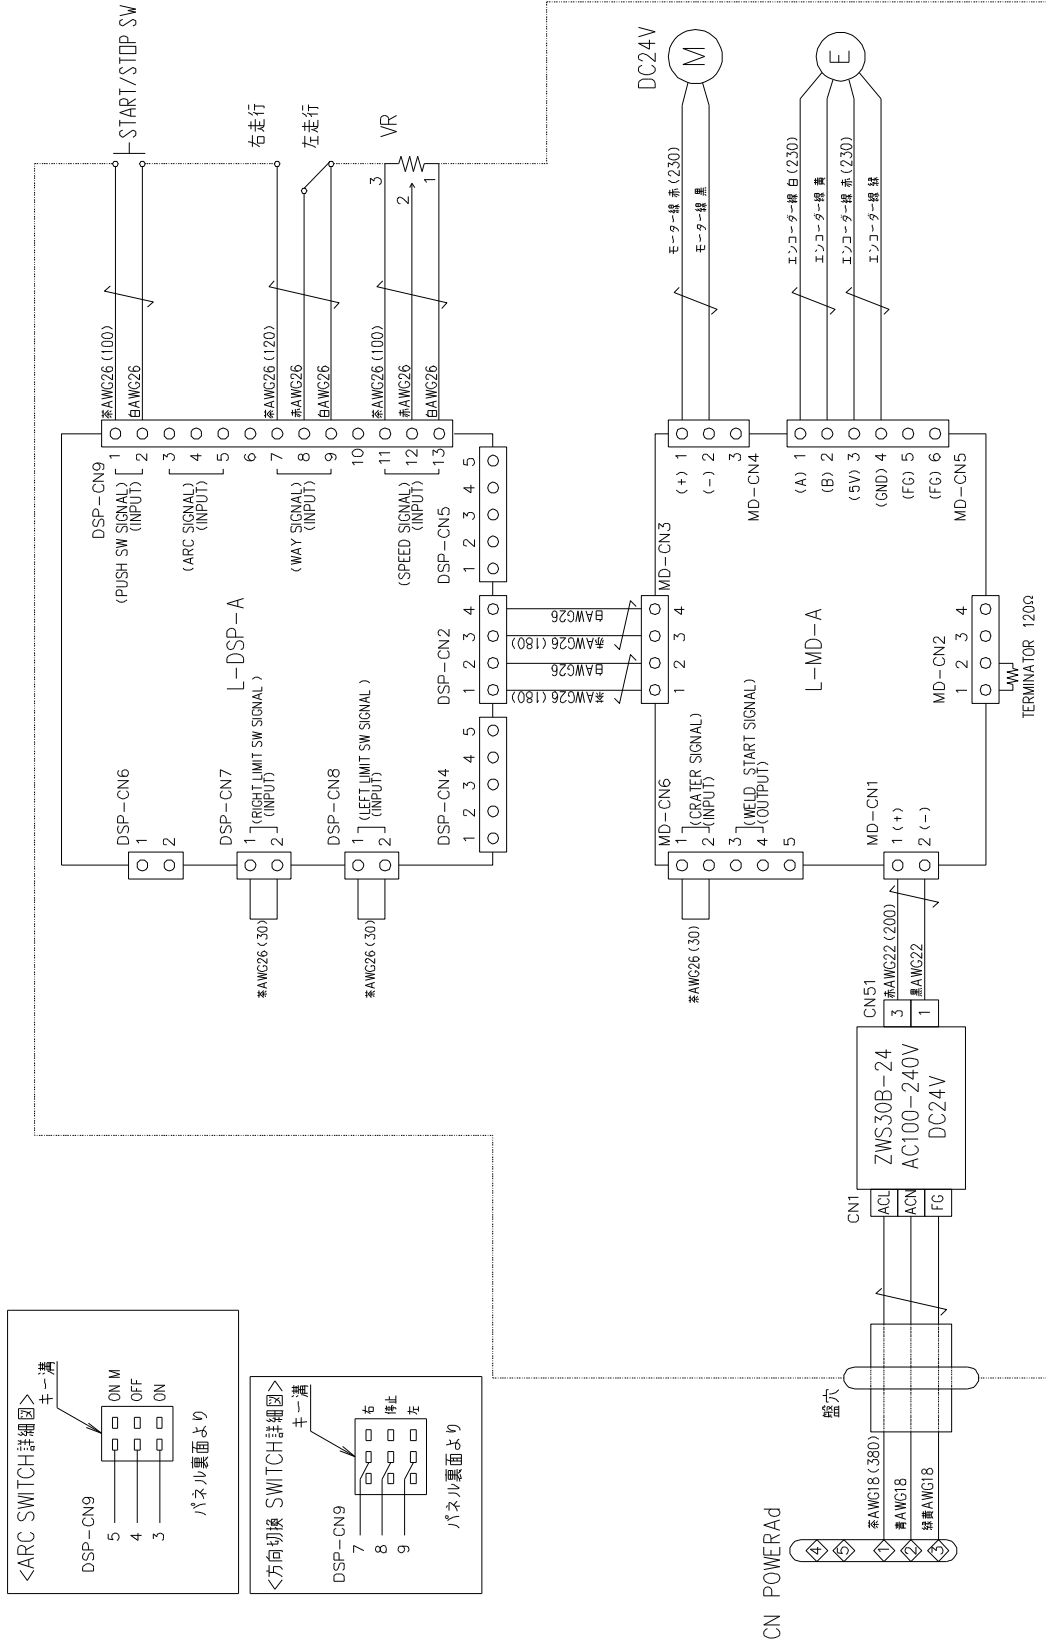 <ARC SWITCH詳細図>
キー溝
DSP-CN9
5
4
3
ON M
OFF
ON
パネル裏面より
<方向切換 SWITCH詳細図>
キー溝
DSP-CN9
7
8
9
右
停止
左
パネル裏面より
CN POWERAd
4
5
1
2
3
茶AWG18(380)
青AWG18
緑黄AWG18
盤穴
CN1
ACL
ACN
FG
ZWS30B-24
AC100-240V
DC24V
CN51
3
1
赤AWG22(200)
黒AWG22
L-DSP-A
DSP-CN6
1
2
DSP-CN7
1
2
(RIGHT LIMIT SW SIGNAL)
(INPUT)
茶AWG26(30)
DSP-CN8
1
2
(LEFT LIMIT SW SIGNAL)
(INPUT)
茶AWG26(30)
DSP-CN4
1 2 3 4 5
DSP-CN2
1 2 3 4
DSP-CN5
1 2 3 4 5
DSP-CN9
1
2
3
4
5
6
7
8
9
10
11
12
13
(PUSH SW SIGNAL)
(INPUT)
(ARC SIGNAL)
(INPUT)
(WAY SIGNAL)
(INPUT)
(SPEED SIGNAL)
(INPUT)
茶AWG26(100)
白AWG26
START/STOP SW
茶AWG26(120)
赤AWG26
白AWG26
右走行
左走行
茶AWG26(100)
赤AWG26
白AWG26
3
2
1
VR
茶AWG26(180)
白AWG26
赤AWG26(180)
白AWG26
L-MD-A
MD-CN6
1
2
3
4
5
(CRATER SIGNAL)
(INPUT)
(WELD START SIGNAL)
(OUTPUT)
茶AWG26(30)
MD-CN1
1(+)
2(-)
MD-CN3
1 2 3 4
MD-CN2
1 2 3 4
TERMINATOR 120Ω
MD-CN4
(+) 1
(-) 2
3
モーター線 赤(230)
モーター線 黒
DC24V
M
MD-CN5
(A) 1
(B) 2
(5V) 3
(GND) 4
(FG) 5
(FG) 6
エンコーダー線 白(230)
エンコーダー線 黄
エンコーダー線 赤(230)
エンコーダー線 緑
E